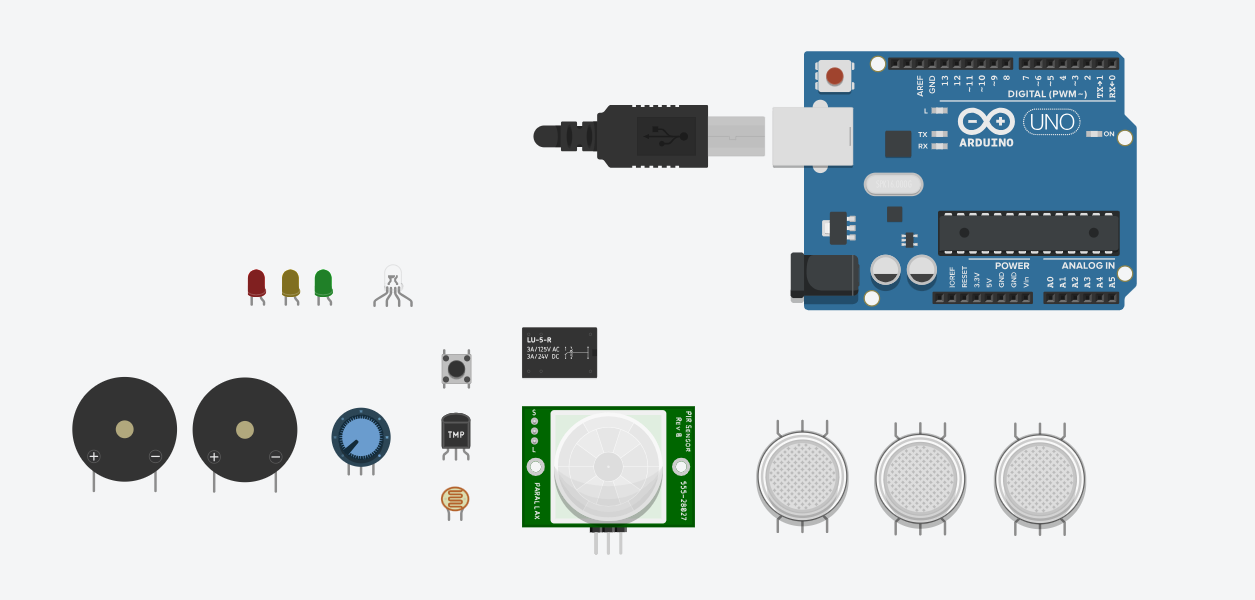 AREF
GND
13
12
~11
~10
~9
8
7
~6
~5
4
~3
2
TX→1
RX←0
DIGITAL (PWM~)
L
TX
RX
ARDUINO
UNO
ON
POWER
ANALOG IN
IOREF
RESET
3.3V
5V
GND
GND
Vin
A0
A1
A2
A3
A4
A5
LU-5-R
3A/125V AC
3A/24V DC
TMP
S
L
PARALLAX
PIR SENSOR
REV B
555-28027